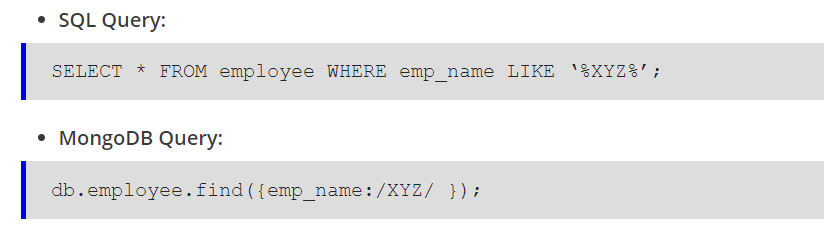 • SQL Query:
SELECT * FROM employee WHERE emp_name LIKE ‘%XYZ%’;
• MongoDB Query:
db.employee.find({emp_name:/XYZ/ });